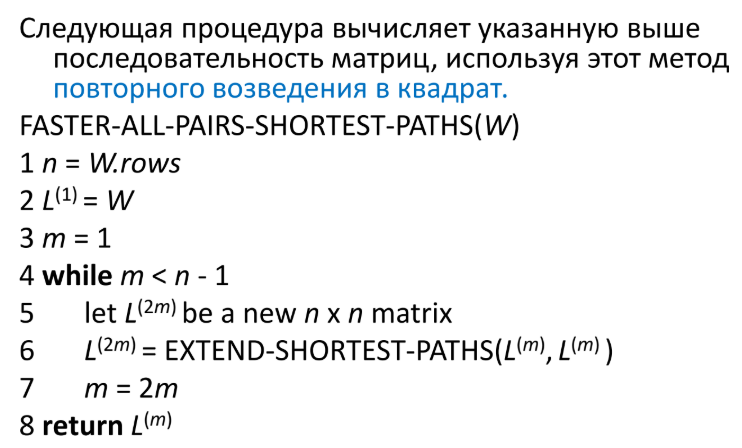 Следующая процедура вычисляет указанную выше
последовательность матриц, используя этот метод
повторного возведения в квадрат.
FASTER-ALL-PAIRS-SHORTEST-PATHS(W)
1 n = W.rows
2 L⁽¹⁾ = W
3 m = 1
4 while m < n - 1
5 let L⁽²ᵐ⁾ be a new n x n matrix
6 L⁽²ᵐ⁾ = EXTEND-SHORTEST-PATHS(L⁽ᵐ⁾, L⁽ᵐ⁾ )
7 m = 2m
8 return L⁽ᵐ⁾